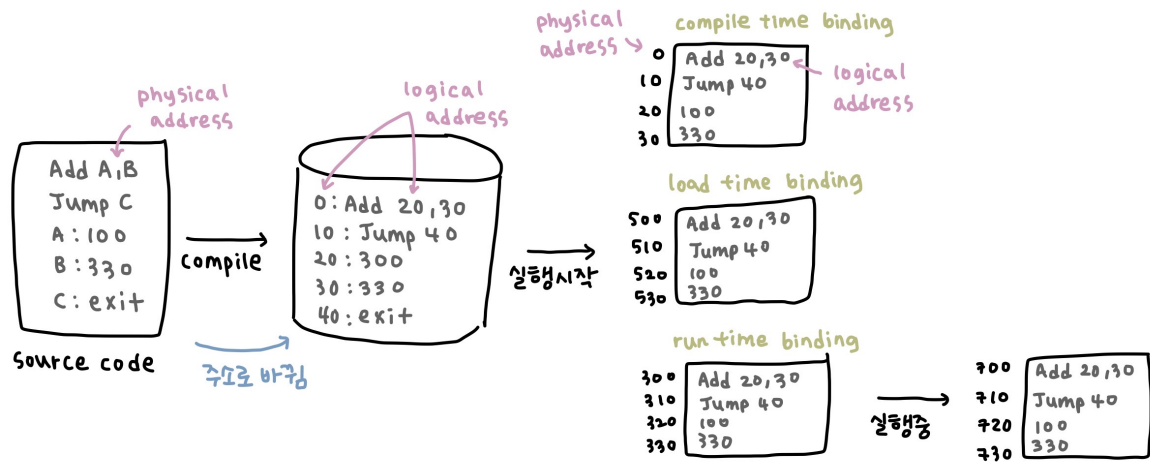 physical
address
Add A,B
Jump C
A : 100
B : 330
C : exit
source code
compile
주소로 바뀜
logical
address
0 : Add 20,30
10 : Jump 40
20 : 300
30 : 330
40 : exit
실행시작
physical
address
compile time binding
0 Add 20,30
10 Jump 40
20 100
30 330
logical
address
load time binding
500 Add 20,30
510 Jump 40
520 100
530 330
run time binding
300 Add 20,30
310 Jump 40
320 100
330 330
실행중
700 Add 20,30
710 Jump 40
720 100
730 330